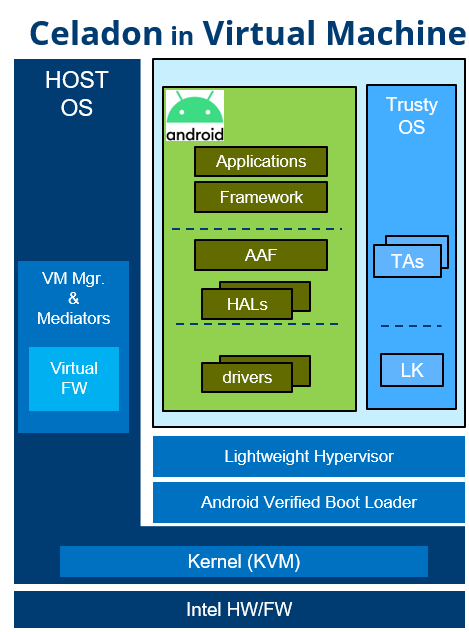 Celadon in Virtual Machine
HOST
OS
VM Mgr.
&
Mediators
Virtual
FW
android
Applications
Framework
AAF
HALs
drivers
Trusty
OS
TAs
LK
Lightweight Hypervisor
Android Verified Boot Loader
Kernel (KVM)
Intel HW/FW